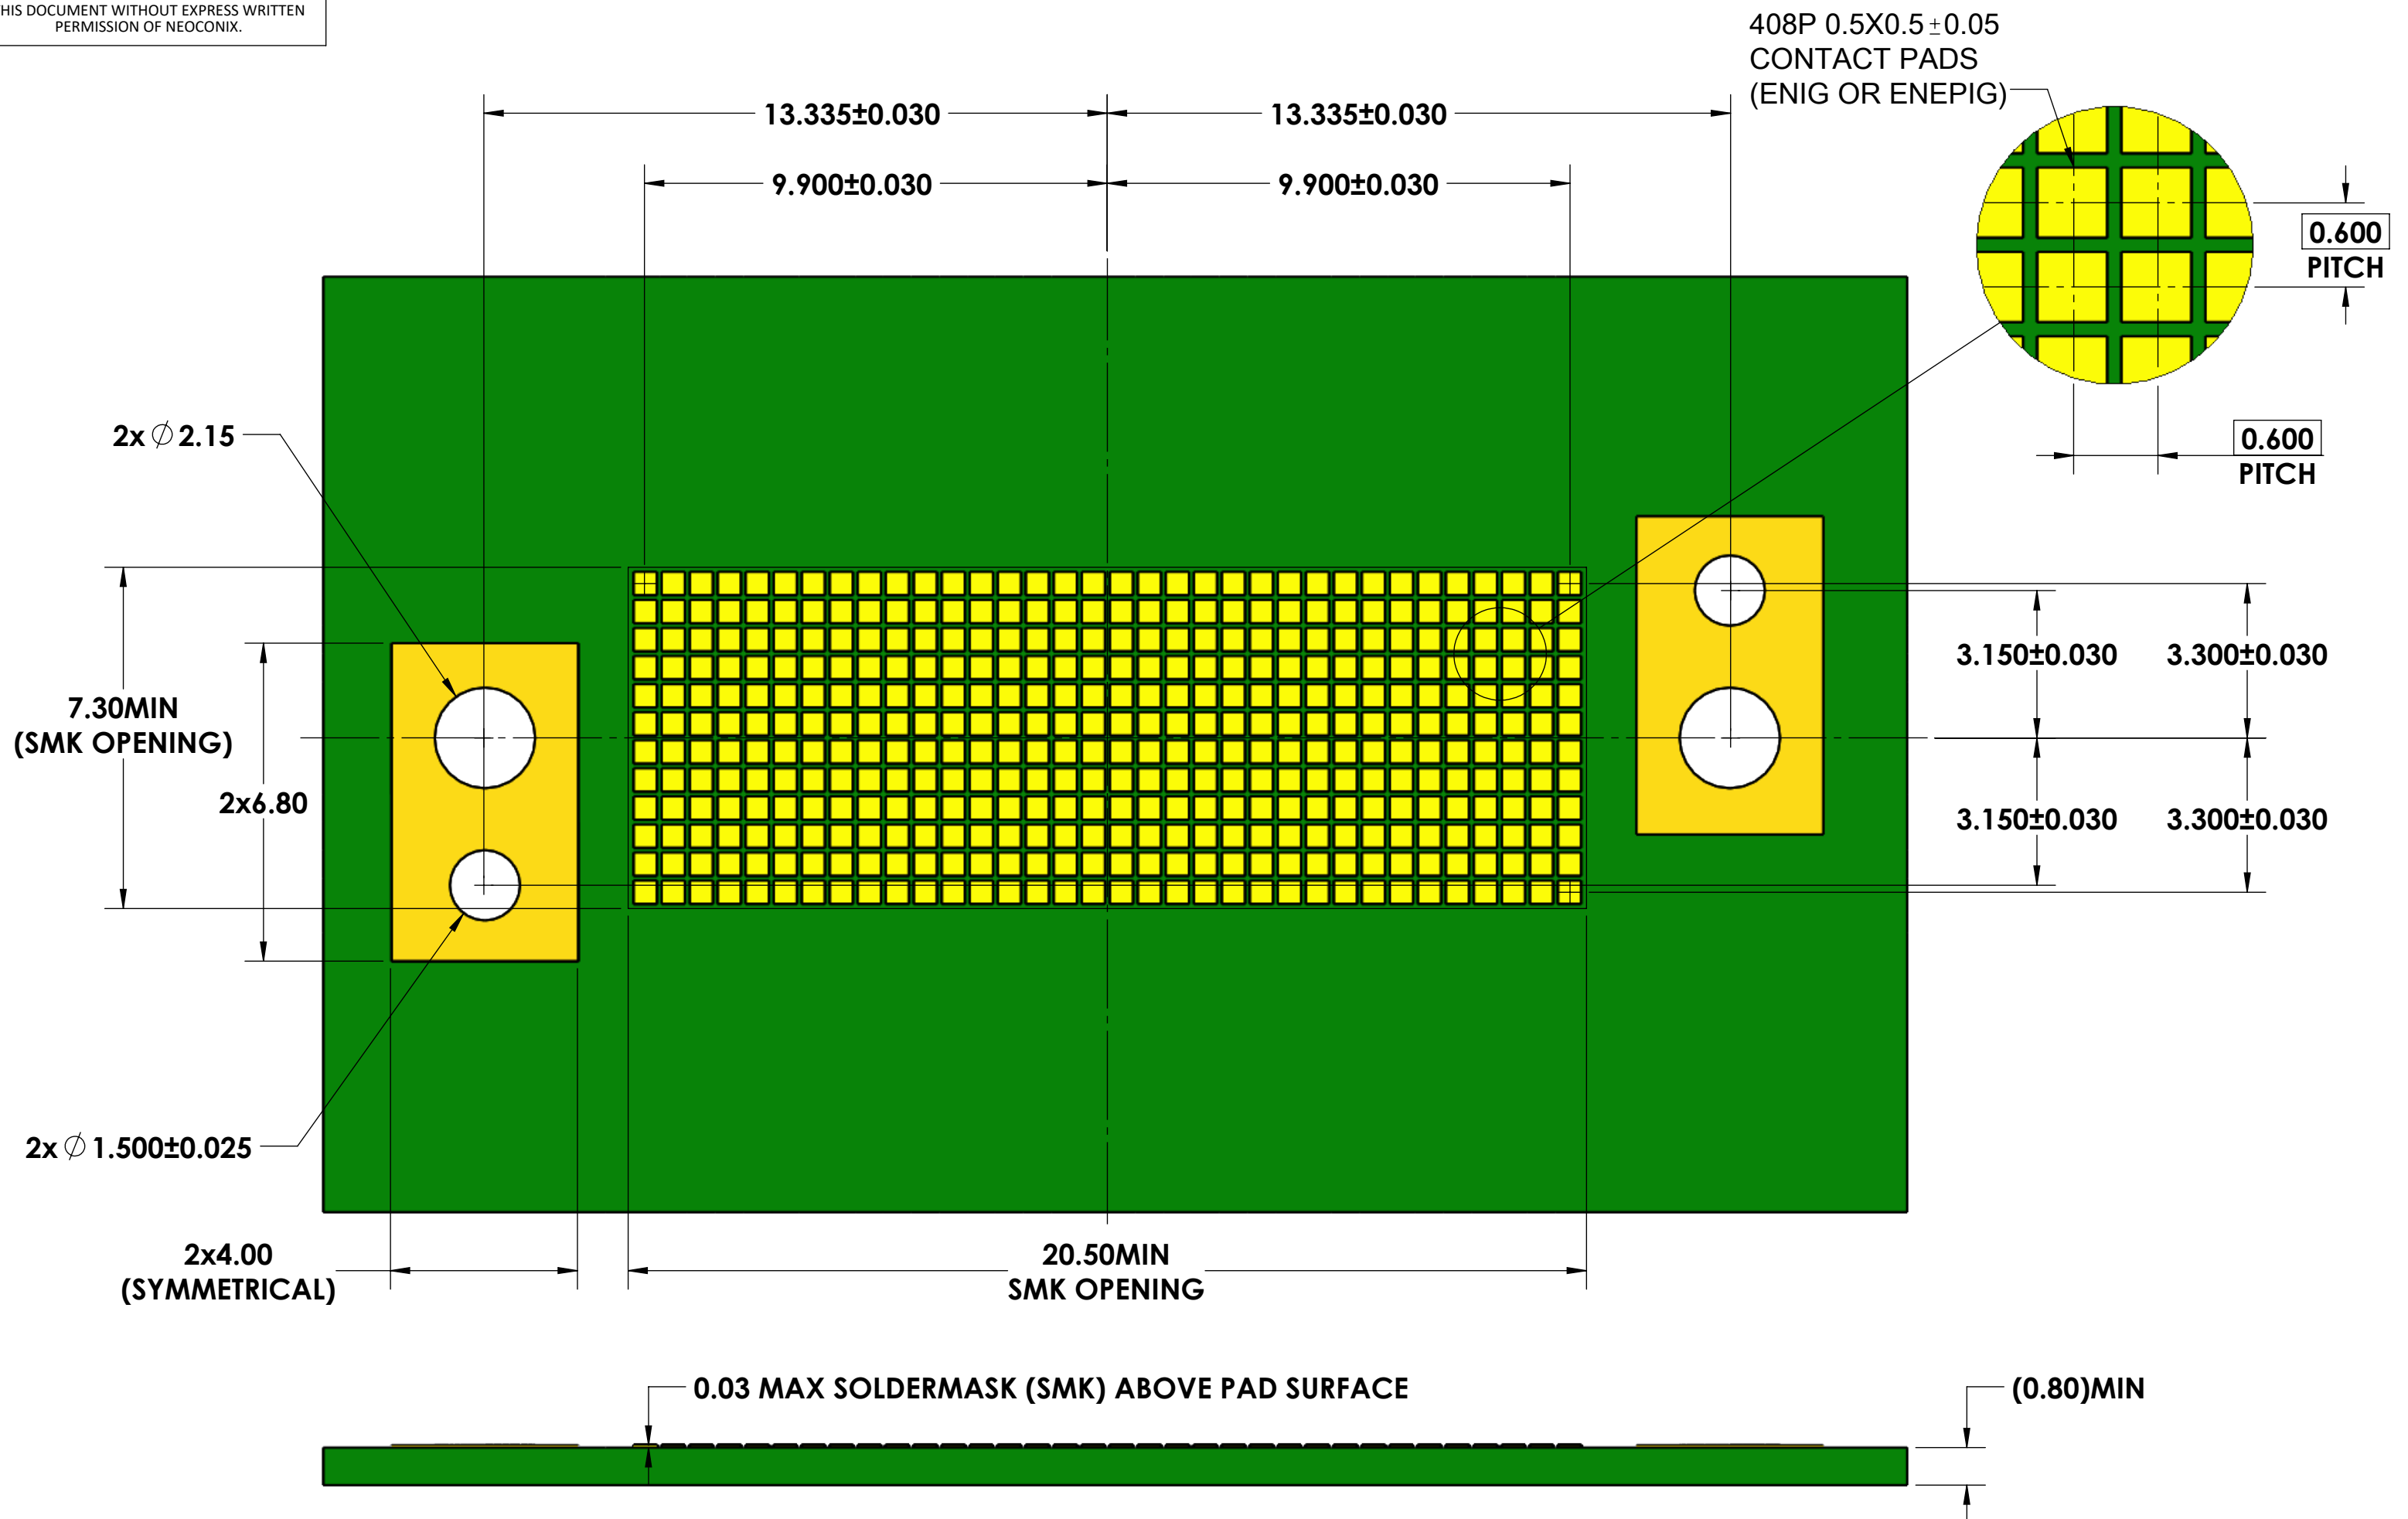 HIS DOCUMENT WITHOUT EXPRESS WRITTEN
PERMISSION OF NEOCONIX.
408P 0.5X0.5±0.05
CONTACT PADS
(ENIG OR ENEPIG)
13.335±0.030
13.335±0.030
9.900±0.030
9.900±0.030
0.600
PITCH
0.600
PITCH
2x ∅ 2.15
7.30MIN
(SMK OPENING)
2x6.80
3.150±0.030
3.300±0.030
3.150±0.030
3.300±0.030
2x ∅ 1.500±0.025
2x4.00
(SYMMETRICAL)
20.50MIN
SMK OPENING
0.03 MAX SOLDERMASK (SMK) ABOVE PAD SURFACE
(0.80)MIN